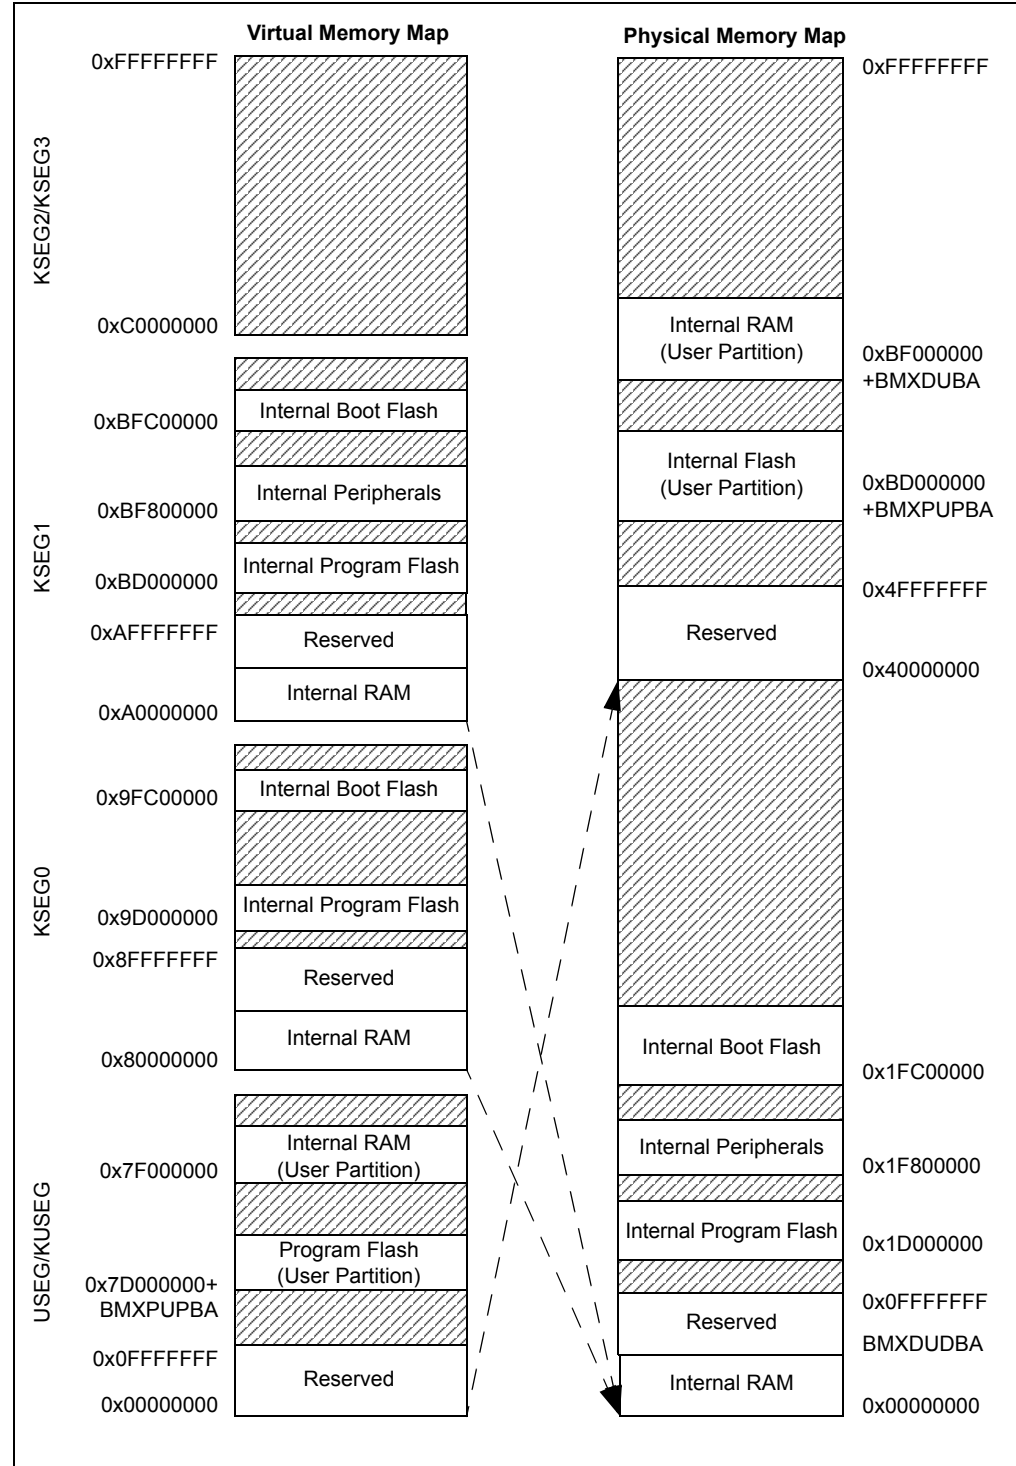 Virtual Memory Map
0xFFFFFFFF
KSEG2/KSEG3
0xC0000000
Internal Boot Flash
0xBFC00000
Internal Peripherals
0xBF800000
KSEG1
Internal Program Flash
0xBD000000
0xAFFFFFFF
Reserved
Internal RAM
0xA0000000
Internal Boot Flash
0x9FC00000
KSEG0
Internal Program Flash
0x9D000000
0x8FFFFFFF
Reserved
Internal RAM
0x80000000
Internal RAM
(User Partition)
0x7F000000
USEG/KUSEG
Program Flash
(User Partition)
0x7D000000+
BMXPUPBA
0x0FFFFFFF
Reserved
0x00000000
Physical Memory Map
0xFFFFFFFF
Internal RAM
(User Partition)
0xBF000000
+BMXDUBA
Internal Flash
(User Partition)
0xBD000000
+BMXPUPBA
0x4FFFFFFF
Reserved
0x40000000
Internal Boot Flash
0x1FC00000
Internal Peripherals
0x1F800000
Internal Program Flash
0x1D000000
0x0FFFFFFF
Reserved
BMXDUDBA
Internal RAM
0x00000000